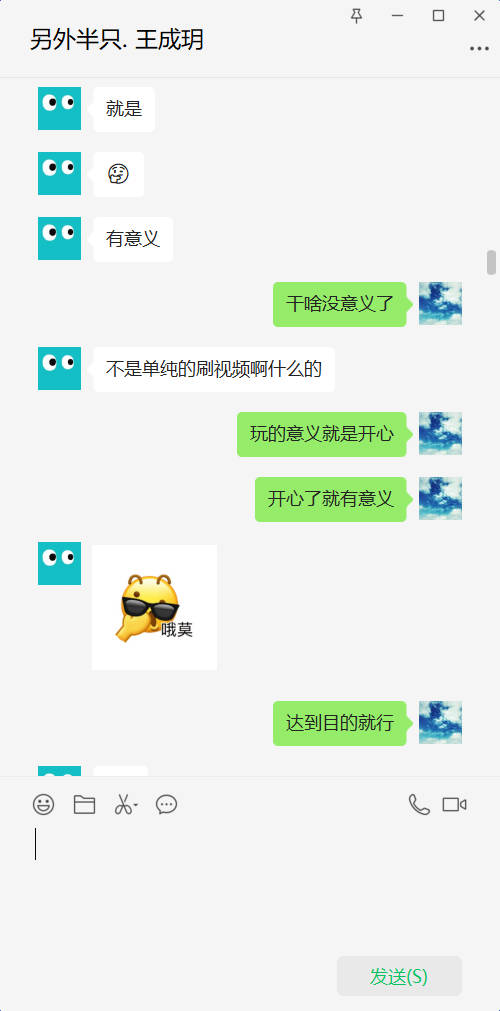 另外半只. 王成玥
就是
有意义
干啥没意义了
不是单纯的刷视频啊什么的
玩的意义就是开心
开心了就有意义
哦莫
达到目的就行
发送(S)